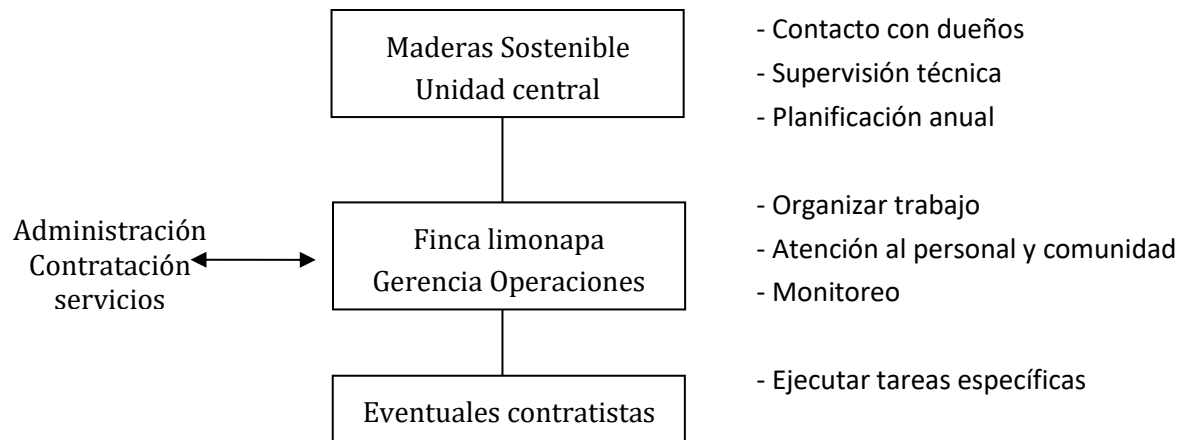 Maderas Sostenible
Unidad central
- Contacto con dueños
- Supervisión técnica
- Planificación anual
Administración
Contratación
servicios
Finca limonapa
Gerencia Operaciones
- Organizar trabajo
- Atención al personal y comunidad
- Monitoreo
Eventuales contratistas
- Ejecutar tareas específicas